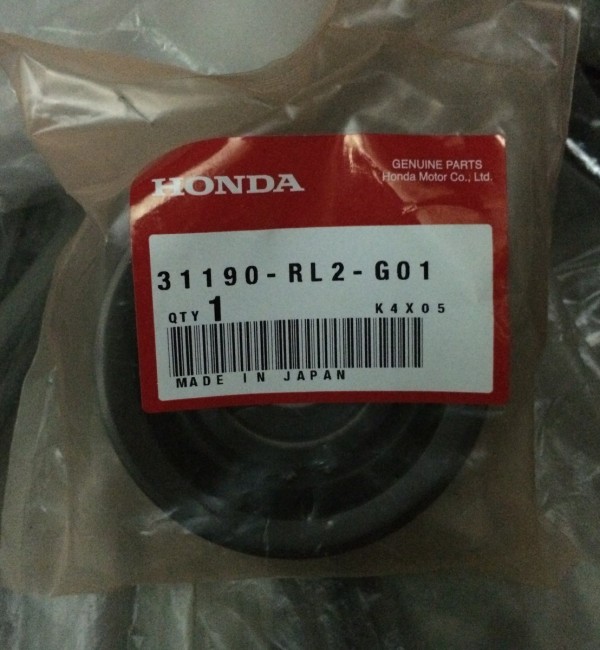 HONDA
GENUINE PARTS
Honda Motor Co., Ltd.
31190-RL2-G01
QTY 1 K4X05
MADE IN JAPAN